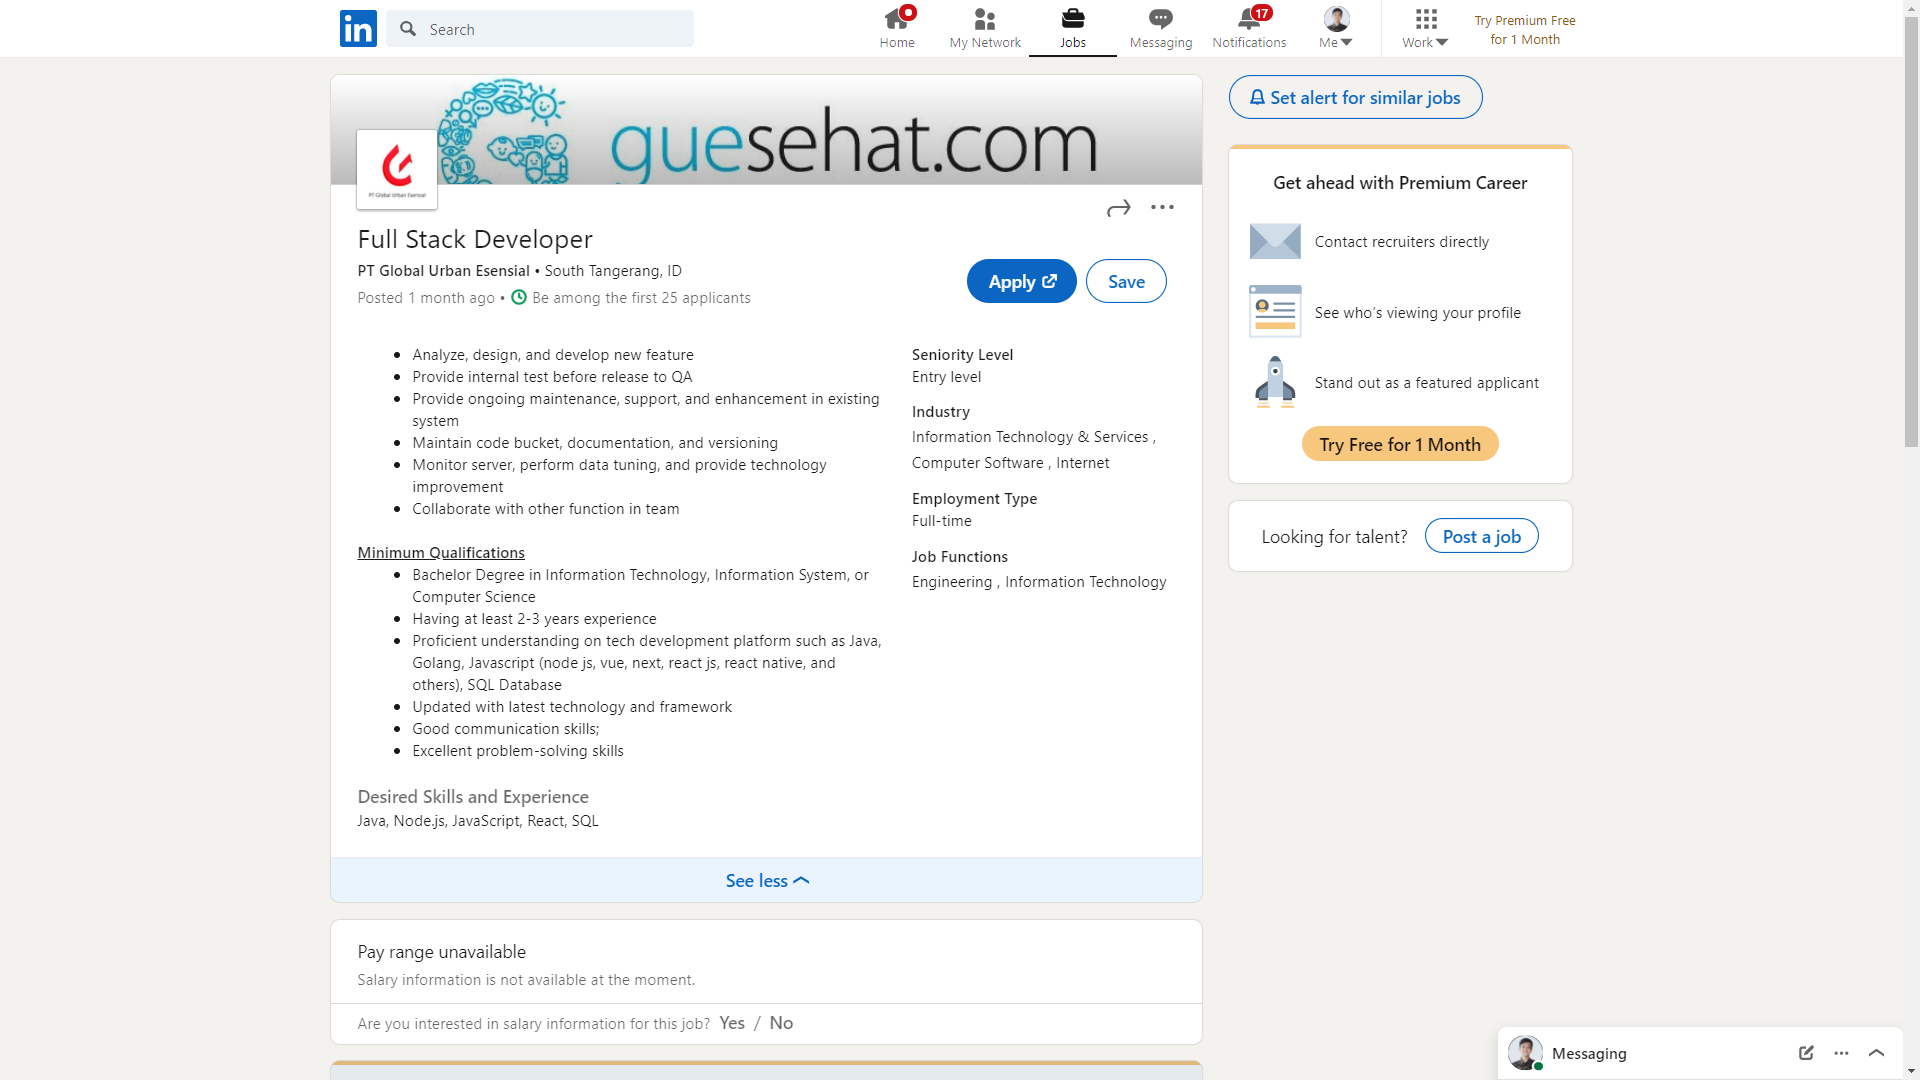 Search
Home
My Network
Jobs
Messaging
17
Notifications
Me
Work
Try Premium Free
for 1 Month
guesehat.com
PT Global Urban Esensial
Full Stack Developer
PT Global Urban Esensial • South Tangerang, ID
Posted 1 month ago • Be among the first 25 applicants
Apply
Save
• Analyze, design, and develop new feature
• Provide internal test before release to QA
• Provide ongoing maintenance, support, and enhancement in existing
system
• Maintain code bucket, documentation, and versioning
• Monitor server, perform data tuning, and provide technology
improvement
• Collaborate with other function in team
Minimum Qualifications
• Bachelor Degree in Information Technology, Information System, or
Computer Science
• Having at least 2-3 years experience
• Proficient understanding on tech development platform such as Java,
Golang, Javascript (node js, vue, next, react js, react native, and
others), SQL Database
• Updated with latest technology and framework
• Good communication skills;
• Excellent problem-solving skills
Desired Skills and Experience
Java, Node.js, JavaScript, React, SQL
Seniority Level
Entry level
Industry
Information Technology & Services ,
Computer Software , Internet
Employment Type
Full-time
Job Functions
Engineering , Information Technology
See less
Pay range unavailable
Salary information is not available at the moment.
Are you interested in salary information for this job? Yes / No
Set alert for similar jobs
Get ahead with Premium Career
Contact recruiters directly
See who's viewing your profile
Stand out as a featured applicant
Try Free for 1 Month
Looking for talent?
Post a job
Messaging
in